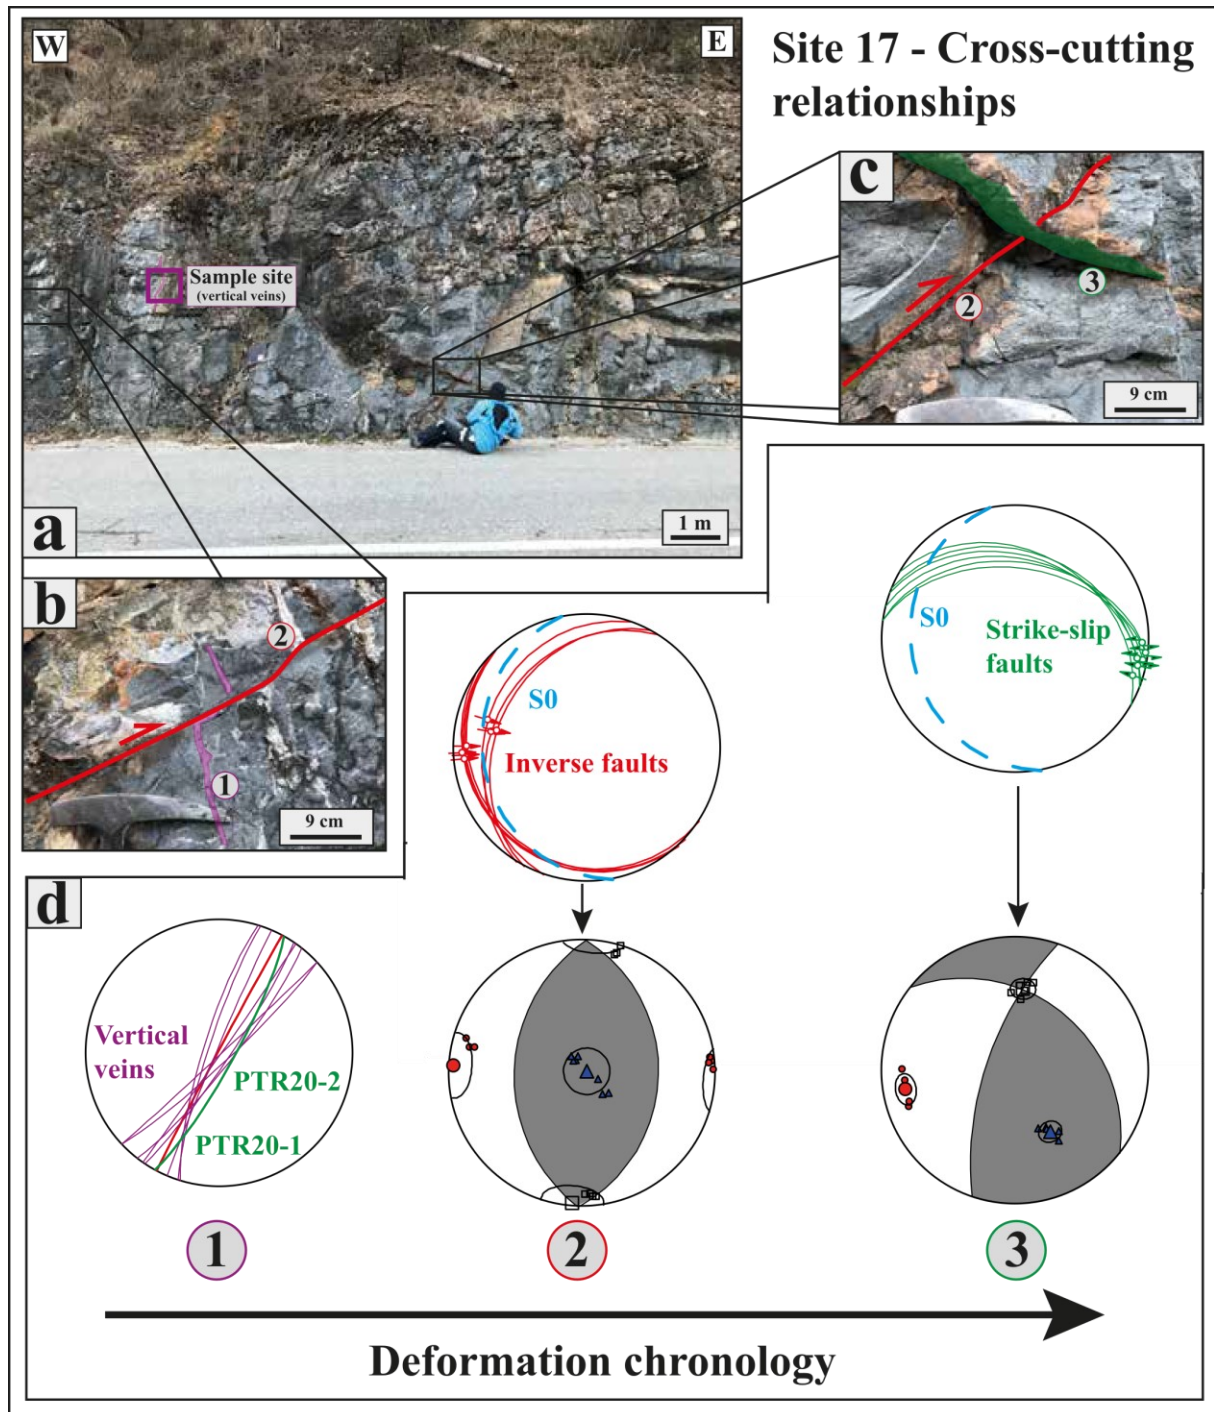 W
E
Site 17 - Cross-cutting
relationships
Sample site
(vertical veins)
a
1 m
c
2
3
9 cm
b
2
1
9 cm
S0
Inverse faults
S0
Strike-slip
faults
d
Vertical
veins
PTR20-2
PTR20-1
1
2
3
Deformation chronology